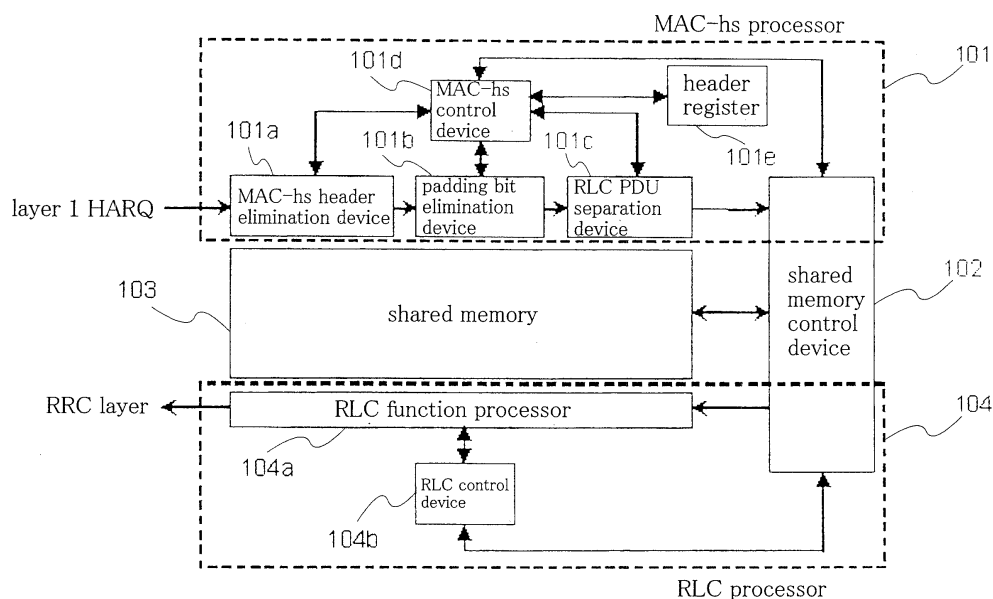 MAC-hs processor
101
101d
MAC-hs
control
device
header
register
101e
101a
101b
101c
layer 1 HARQ
MAC-hs header
elimination device
padding bit
elimination
device
RLC PDU
separation
device
103
shared memory
shared
memory
control
device
102
RRC layer
RLC function processor
104
104a
RLC control
device
104b
RLC processor